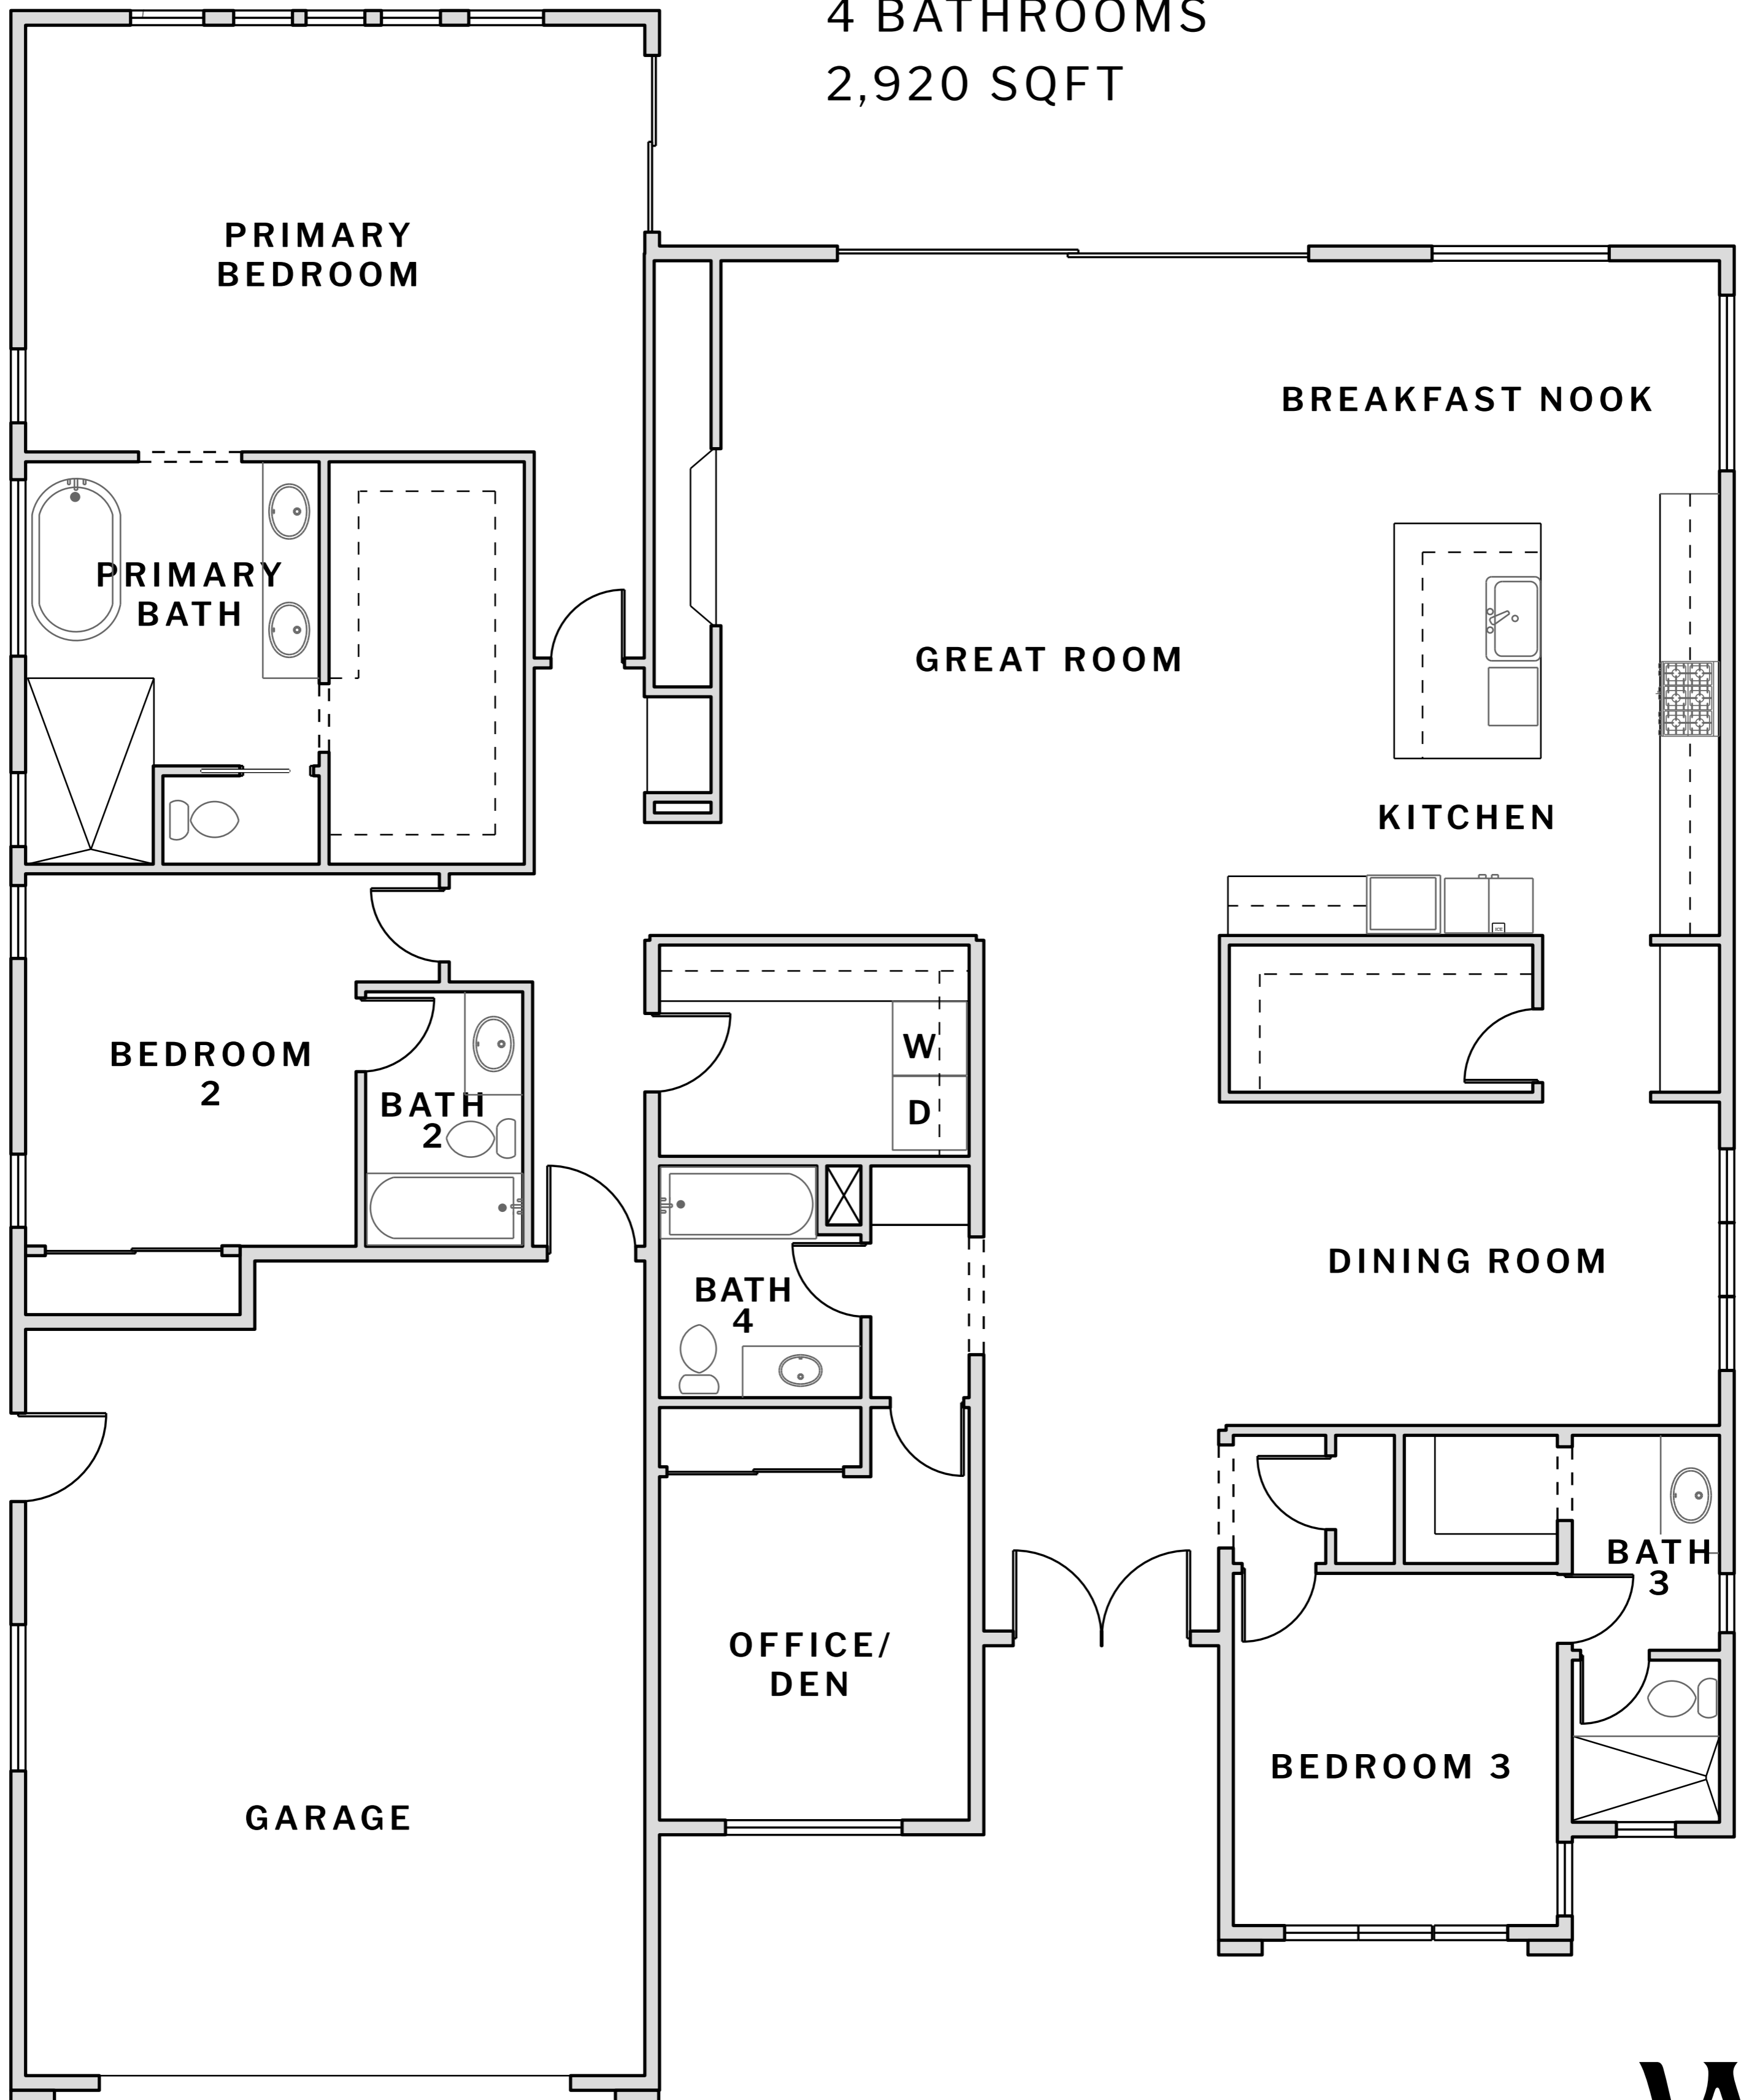 4 BATHROOMS
2,920 SQFT
PRIMARY
BEDROOM
BREAKFAST NOOK
PRIMARY
BATH
GREAT ROOM
KITCHEN
BEDROOM
2
W
D
BATH
2
DINING ROOM
BATH
4
BATH
3
OFFICE/
DEN
BEDROOM 3
GARAGE